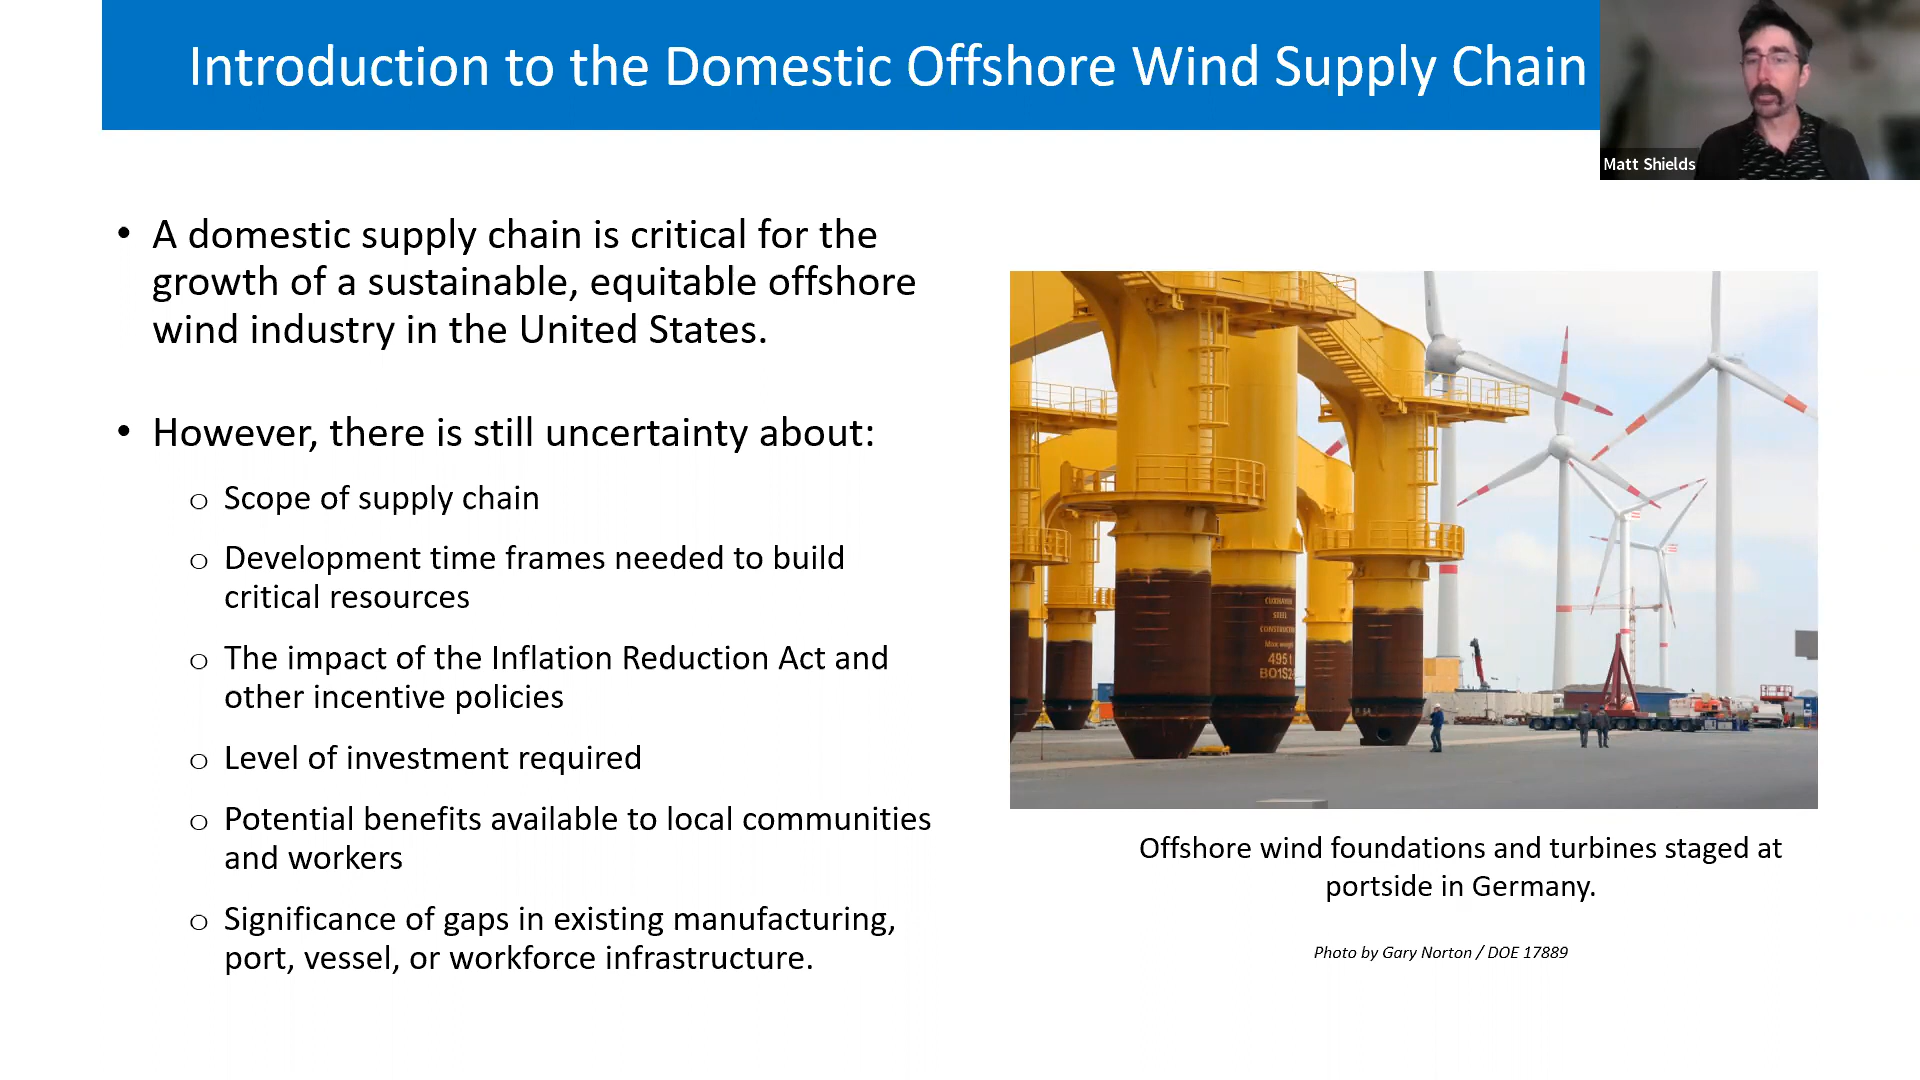 Introduction to the Domestic Offshore Wind Supply Chain
Matt Shields
• A domestic supply chain is critical for the
growth of a sustainable, equitable offshore
wind industry in the United States.
• However, there is still uncertainty about:
o Scope of supply chain
o Development time frames needed to build
critical resources
o The impact of the Inflation Reduction Act and
other incentive policies
o Level of investment required
o Potential benefits available to local communities
and workers
o Significance of gaps in existing manufacturing,
port, vessel, or workforce infrastructure.
STEEL
4951
Offshore wind foundations and turbines staged at
portside in Germany.
Photo by Gary Norton / DOE 17889